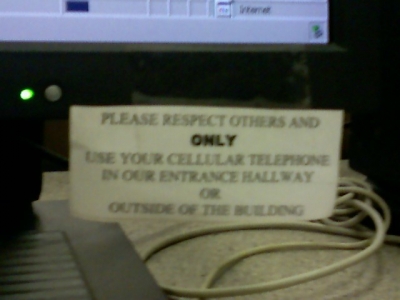 Internet
PLEASE RESPECT OTHERS AND
ONLY
USE YOUR CELLULAR TELEPHONE
IN OUR ENTRANCE HALLWAY
OR
OUTSIDE OF THE BUILDING